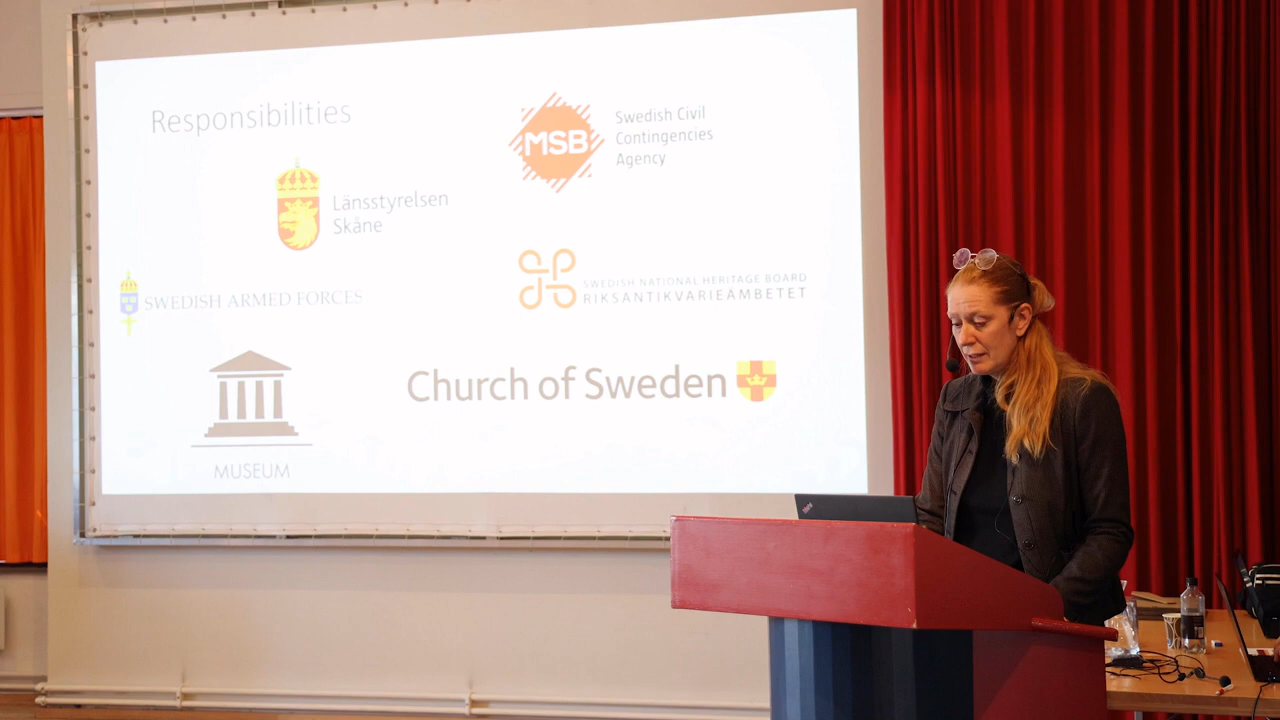 Responsibilities
MSB
Swedish Civil
Contingencies
Agency
Länsstyrelsen
Skåne
SWEDISH ARMED FORCES
SWEDISH NATIONAL HERITAGE BOARD
RIKSANTIKVARIEÄMBETET
Church of Sweden
MUSEUM